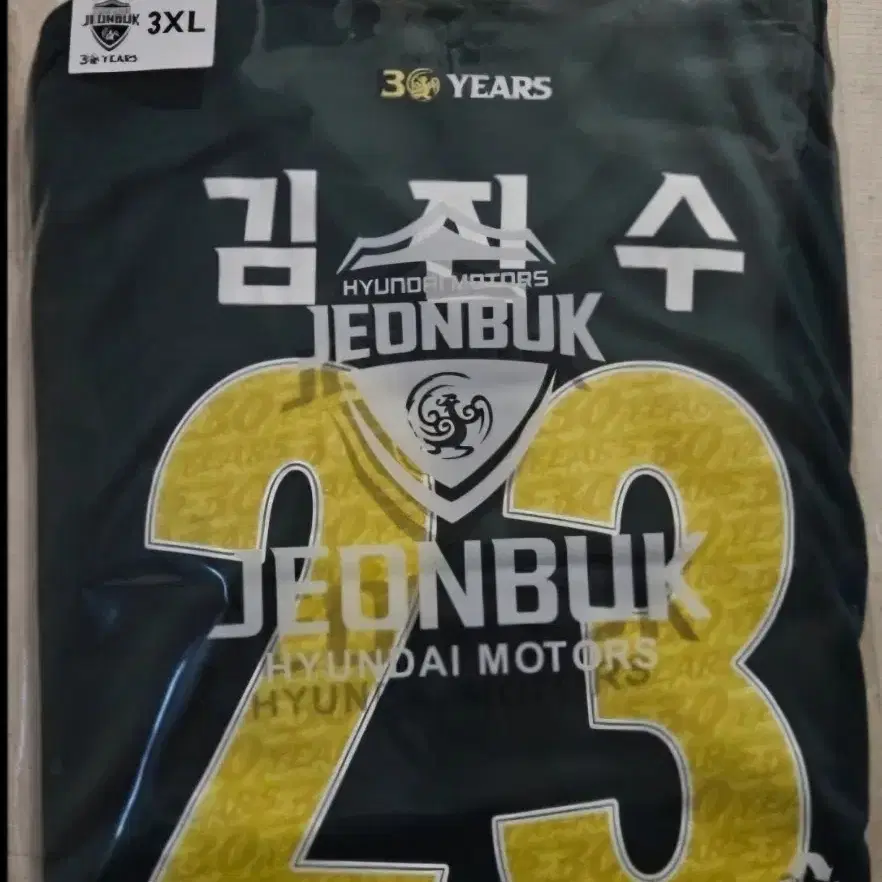 JEONBUK 3XL
30 YEARS
30 YEARS
김진수
HYUNDAI MOTORS
JEONBUK
23
JEONBUK
HYUNDAI MOTORS